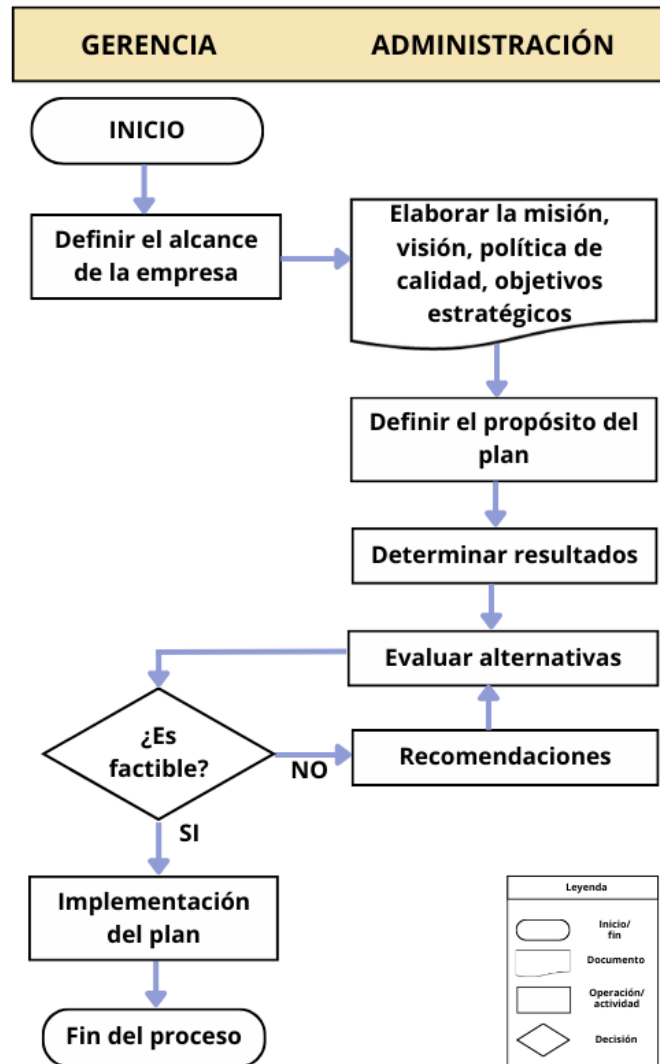 GERENCIA
ADMINISTRACIÓN
INICIO
Definir el alcance
de la empresa
Elaborar la misión,
visión, política de
calidad, objetivos
estratégicos
Definir el propósito del
plan
Determinar resultados
Evaluar alternativas
¿Es
factible?
NO
Recomendaciones
SI
Implementación
del plan
Fin del proceso
Leyenda
Inicio/
fin
Documento
Operación/
actividad
Decisión